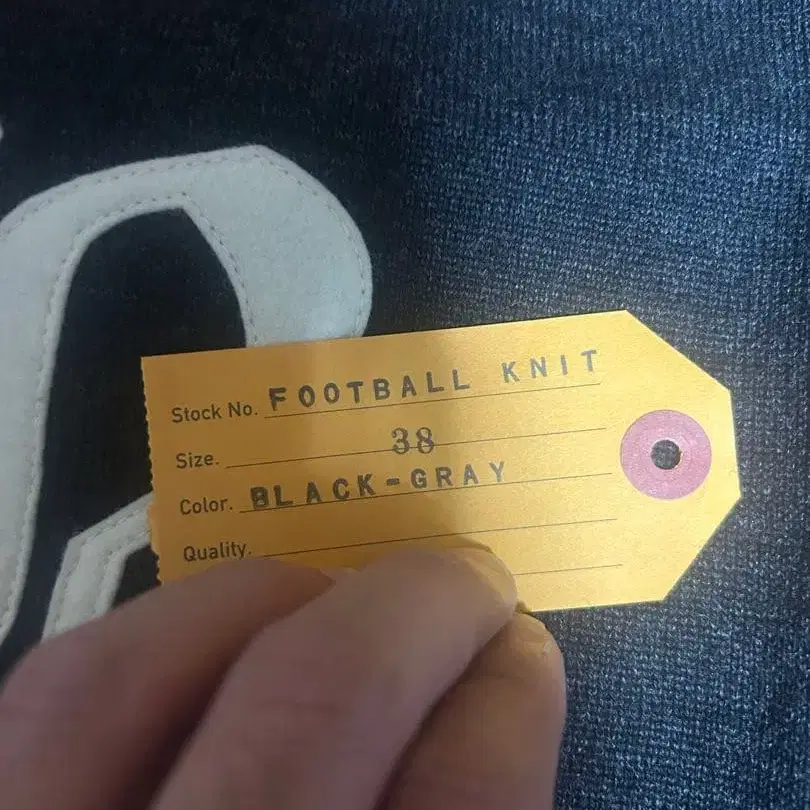 Stock No. FOOTBALL KNIT
Size. 38
Color. BLACK-GRAY
Quality.